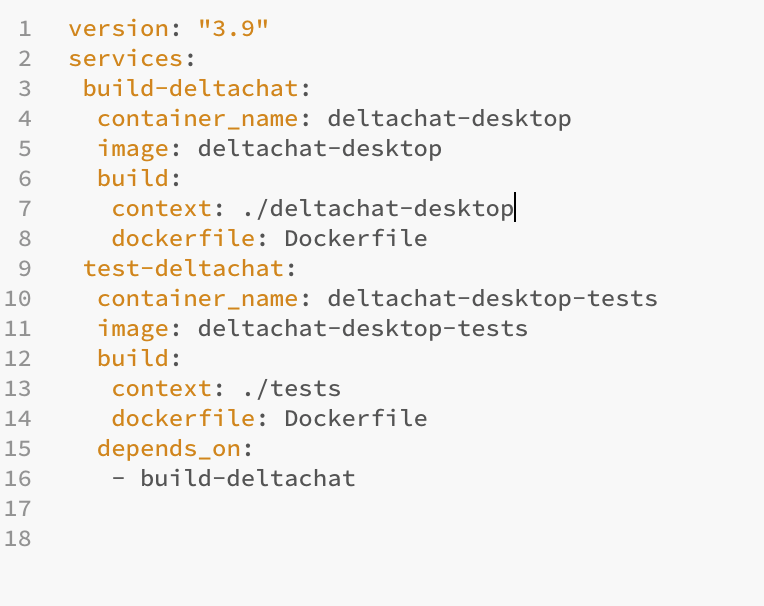 1 version: "3.9"
2 services:
3  build-deltachat:
4   container_name: deltachat-desktop
5   image: deltachat-desktop
6   build:
7    context: ./deltachat-desktop
8    dockerfile: Dockerfile
9  test-deltachat:
10   container_name: deltachat-desktop-tests
11   image: deltachat-desktop-tests
12   build:
13    context: ./tests
14    dockerfile: Dockerfile
15   depends_on:
16    - build-deltachat
17
18